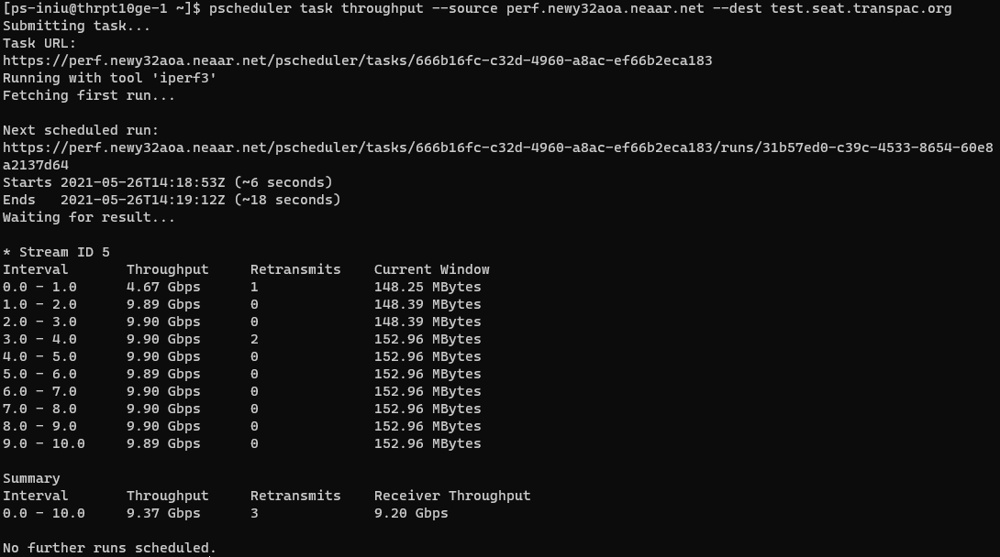 [ps-iniu@thrpt10ge-1 ~]$ pscheduler task throughput --source perf.newy32aoa.neaar.net --dest test.seat.transpac.org
Submitting task...
Task URL:
https://perf.newy32aoa.neaar.net/pscheduler/tasks/666b16fc-c32d-4960-a8ac-ef66b2eca183
Running with tool 'iperf3'
Fetching first run...
Next scheduled run:
https://perf.newy32aoa.neaar.net/pscheduler/tasks/666b16fc-c32d-4960-a8ac-ef66b2eca183/runs/31b57ed0-c39c-4533-8654-60e8
a2137d64
Starts 2021-05-26T14:18:53Z (~6 seconds)
Ends   2021-05-26T14:19:12Z (~18 seconds)
Waiting for result...
* Stream ID 5
Interval       Throughput     Retransmits    Current Window
0.0 - 1.0      4.67 Gbps      1              148.25 MBytes
1.0 - 2.0      9.89 Gbps      0              148.39 MBytes
2.0 - 3.0      9.90 Gbps      0              148.39 MBytes
3.0 - 4.0      9.90 Gbps      2              152.96 MBytes
4.0 - 5.0      9.90 Gbps      0              152.96 MBytes
5.0 - 6.0      9.89 Gbps      0              152.96 MBytes
6.0 - 7.0      9.90 Gbps      0              152.96 MBytes
7.0 - 8.0      9.90 Gbps      0              152.96 MBytes
8.0 - 9.0      9.90 Gbps      0              152.96 MBytes
9.0 - 10.0     9.89 Gbps      0              152.96 MBytes
Summary
Interval       Throughput     Retransmits    Receiver Throughput
0.0 - 10.0     9.37 Gbps      3              9.20 Gbps
No further runs scheduled.